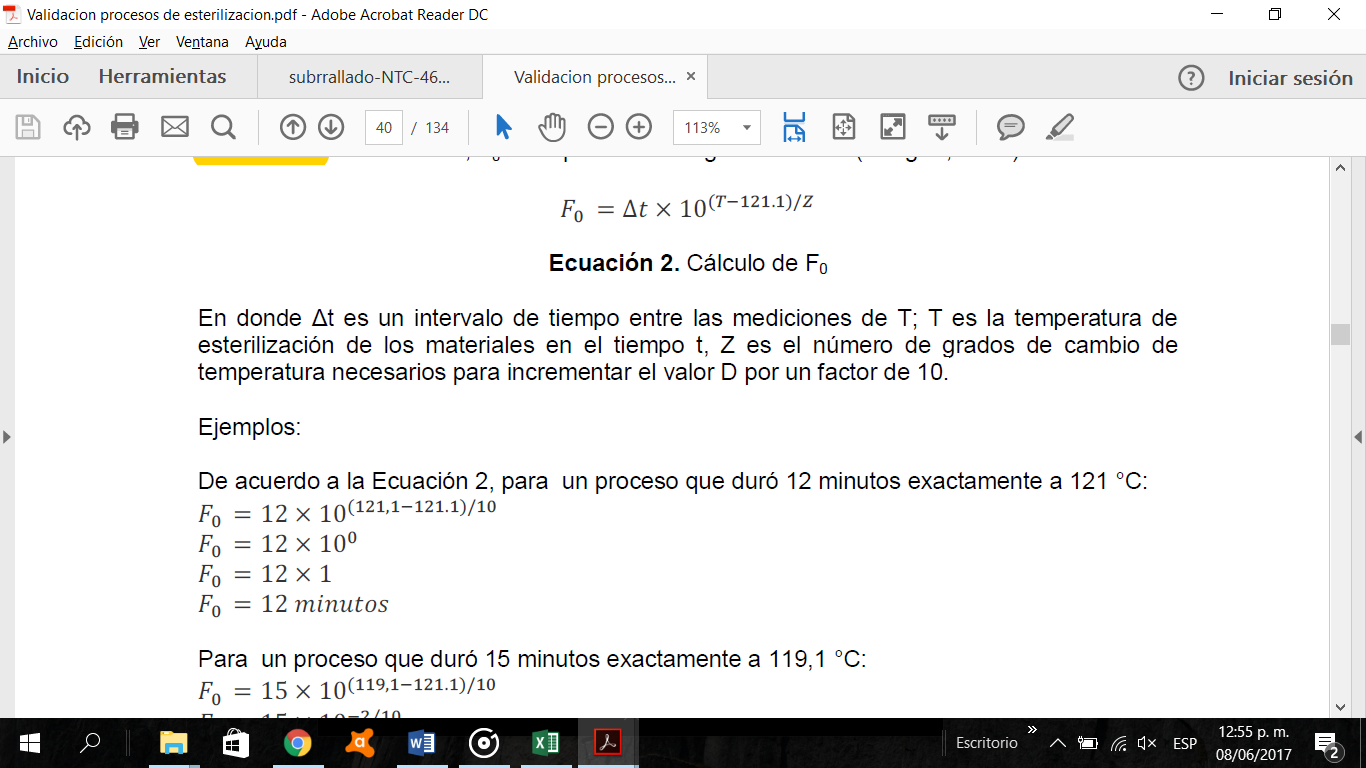 Validacion procesos de esterilizacion.pdf - Adobe Acrobat Reader DC
Archivo Edición Ver Ventana Ayuda
Inicio Herramientas subrrallado-NTC-46... Validacion procesos... × ? Iniciar sesión
40 / 134 113%
F₀ = Δt × 10^(T−121.1)/Z
Ecuación 2. Cálculo de F₀
En donde Δt es un intervalo de tiempo entre las mediciones de T; T es la temperatura de
esterilización de los materiales en el tiempo t, Z es el número de grados de cambio de
temperatura necesarios para incrementar el valor D por un factor de 10.
Ejemplos:
De acuerdo a la Ecuación 2, para un proceso que duró 12 minutos exactamente a 121 °C:
F₀ = 12 × 10^(121,1−121.1)/10
F₀ = 12 × 10^0
F₀ = 12 × 1
F₀ = 12 minutos
Para un proceso que duró 15 minutos exactamente a 119,1 °C:
F₀ = 15 × 10^(119,1−121.1)/10
Escritorio » ESP 12:55 p. m.
08/06/2017 2